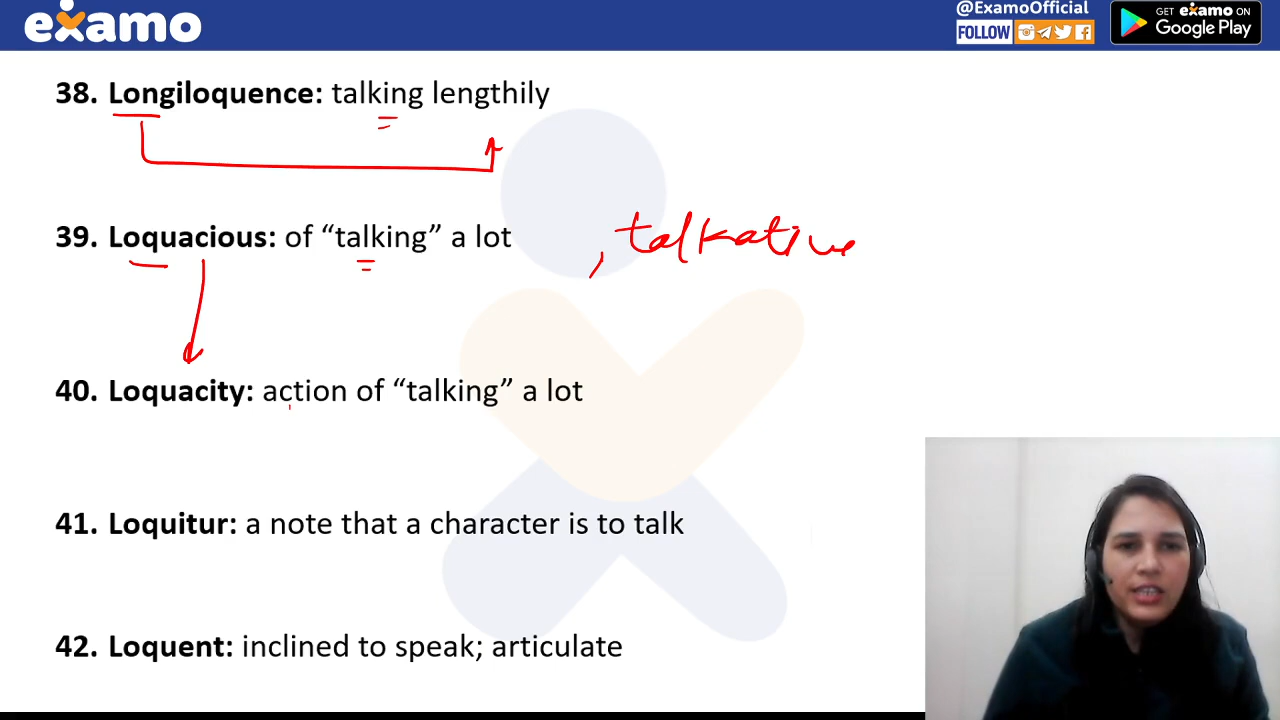 examo
@ExamoOfficial
FOLLOW
GET examo ON
Google Play
38. Longiloquence: talking lengthily
39. Loquacious: of “talking” a lot , talkative
40. Loquacity: action of “talking” a lot
41. Loquitur: a note that a character is to talk
42. Loquent: inclined to speak; articulate